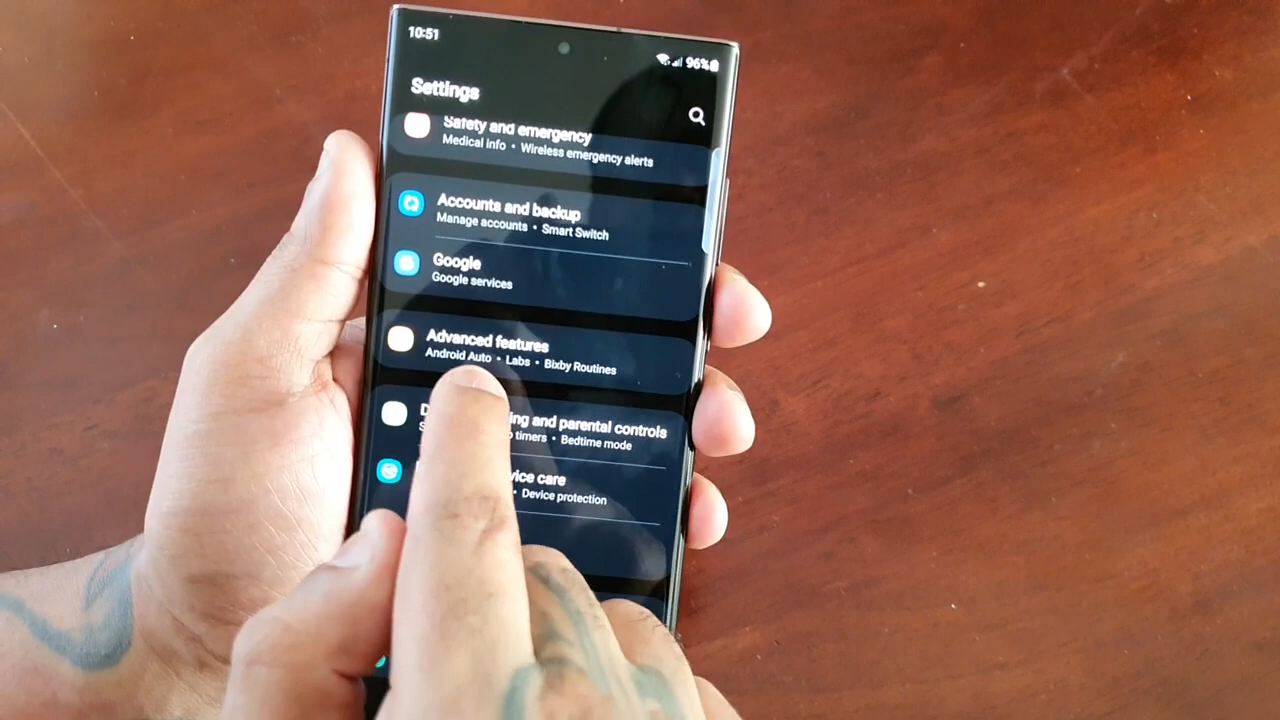 10:51
96%
Settings
Safety and emergency
Medical info • Wireless emergency alerts
Accounts and backup
Manage accounts • Smart Switch
Google
Google services
Advanced features
Android Auto • Labs • Bixby Routines
and parental controls
timers • Bedtime mode
care
• Device protection